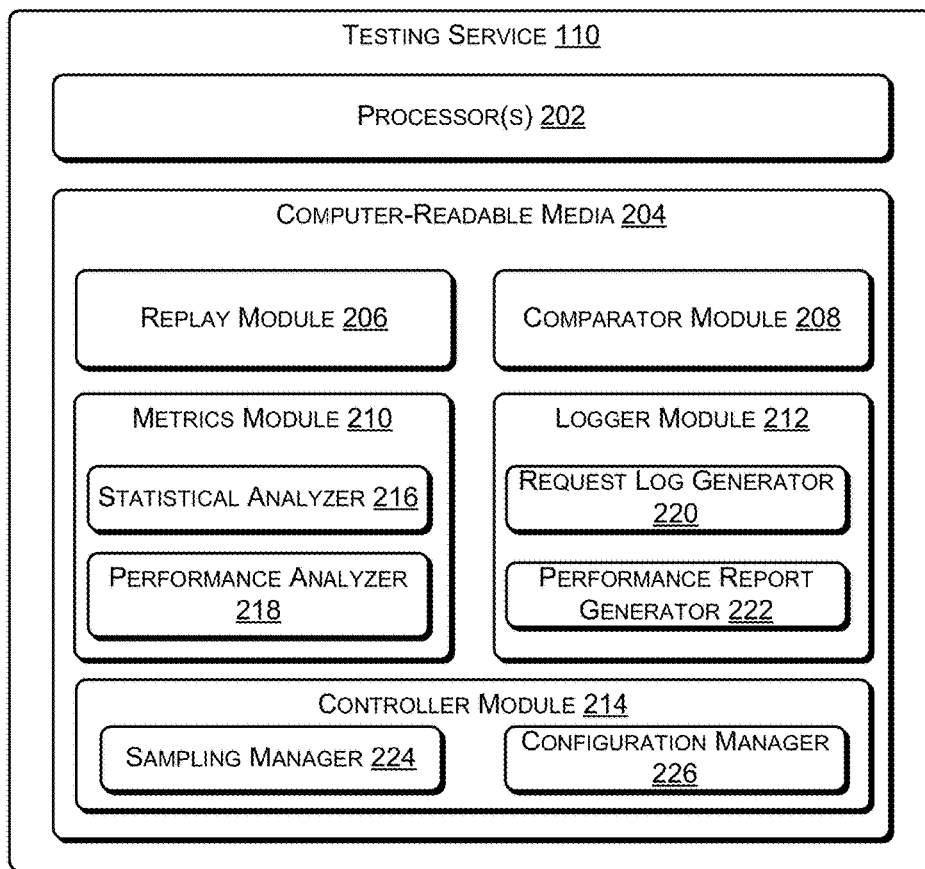 TESTING SERVICE 110
PROCESSOR(S) 202
COMPUTER-READABLE MEDIA 204
REPLAY MODULE 206
COMPARATOR MODULE 208
METRICS MODULE 210
STATISTICAL ANALYZER 216
PERFORMANCE ANALYZER
218
LOGGER MODULE 212
REQUEST LOG GENERATOR
220
PERFORMANCE REPORT
GENERATOR 222
CONTROLLER MODULE 214
SAMPLING MANAGER 224
CONFIGURATION MANAGER
226